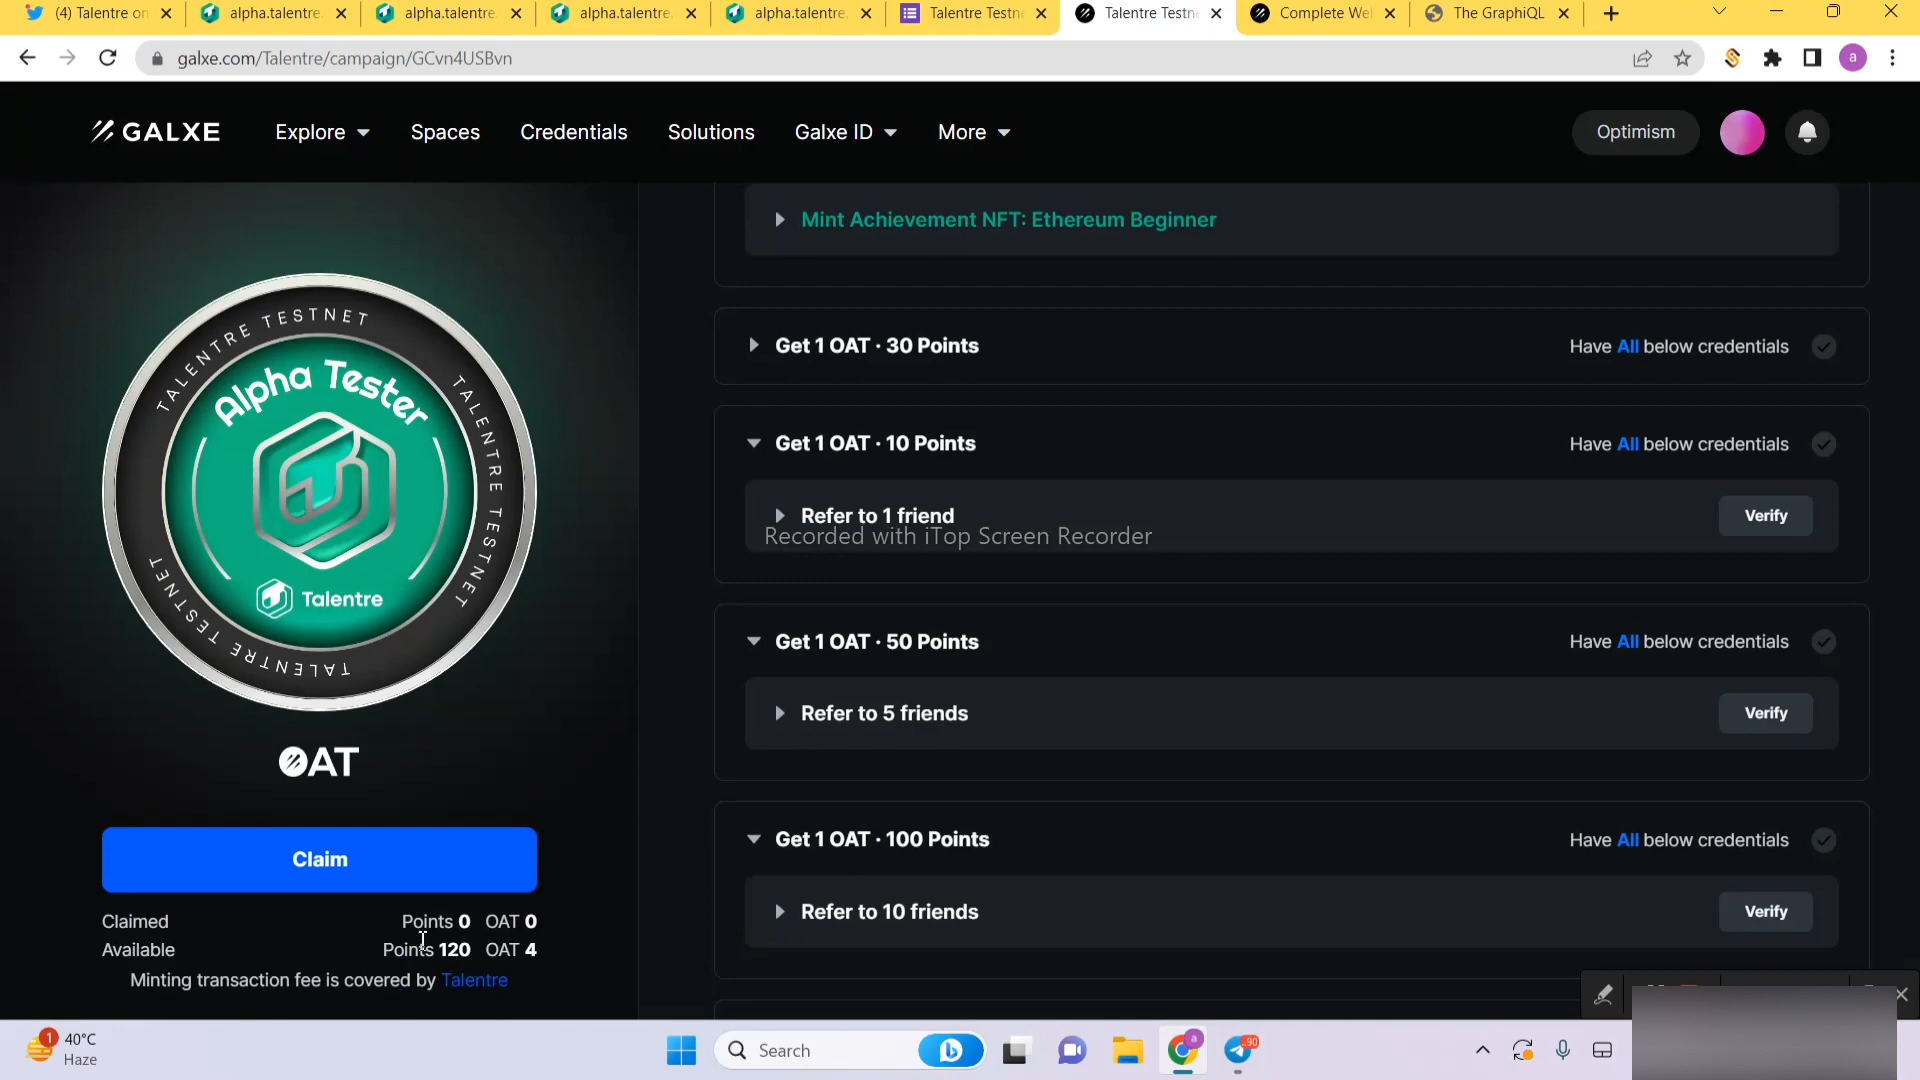 (4) Talentre on
alpha.talentre.
alpha.talentre.
alpha.talentre.
alpha.talentre.
Talentre Testne
Talentre Testne
Complete We
The GraphiQL
galxe.com/Talentre/campaign/GCvn4USBvn
a
GALXE
Explore
Spaces
Credentials
Solutions
Galxe ID
More
Optimism
Mint Achievement NFT: Ethereum Beginner
Get 1 OAT · 30 Points
Have All below credentials
Get 1 OAT · 10 Points
Have All below credentials
Refer to 1 friend
Verify
Recorded with iTop Screen Recorder
Get 1 OAT · 50 Points
Have All below credentials
Refer to 5 friends
Verify
Get 1 OAT · 100 Points
Have All below credentials
Refer to 10 friends
Verify
TALENTRE TESTNET
TALENTRE TESTNET
TALENTRE TESTNET
Alpha Tester
Talentre
OAT
Claim
Claimed Points 0 OAT 0
Available Points 120 OAT 4
Minting transaction fee is covered by Talentre
1
40°C
Haze
Search
a
90